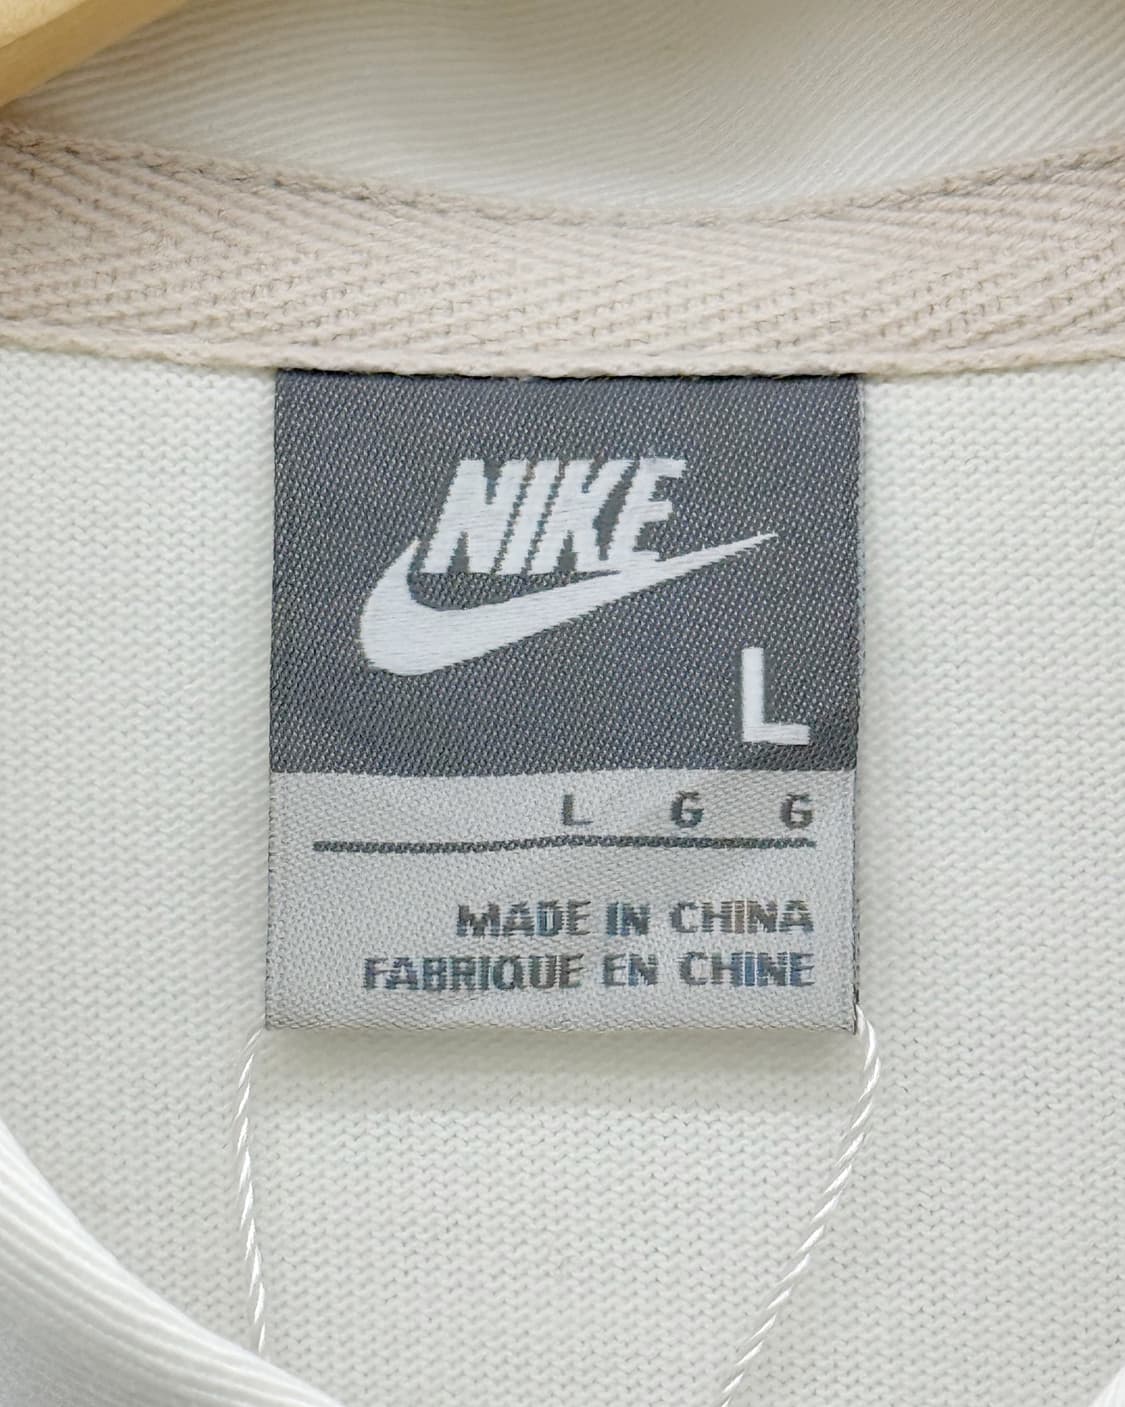 NIKE
L
L G G
MADE IN CHINA
FABRIQUE EN CHINE